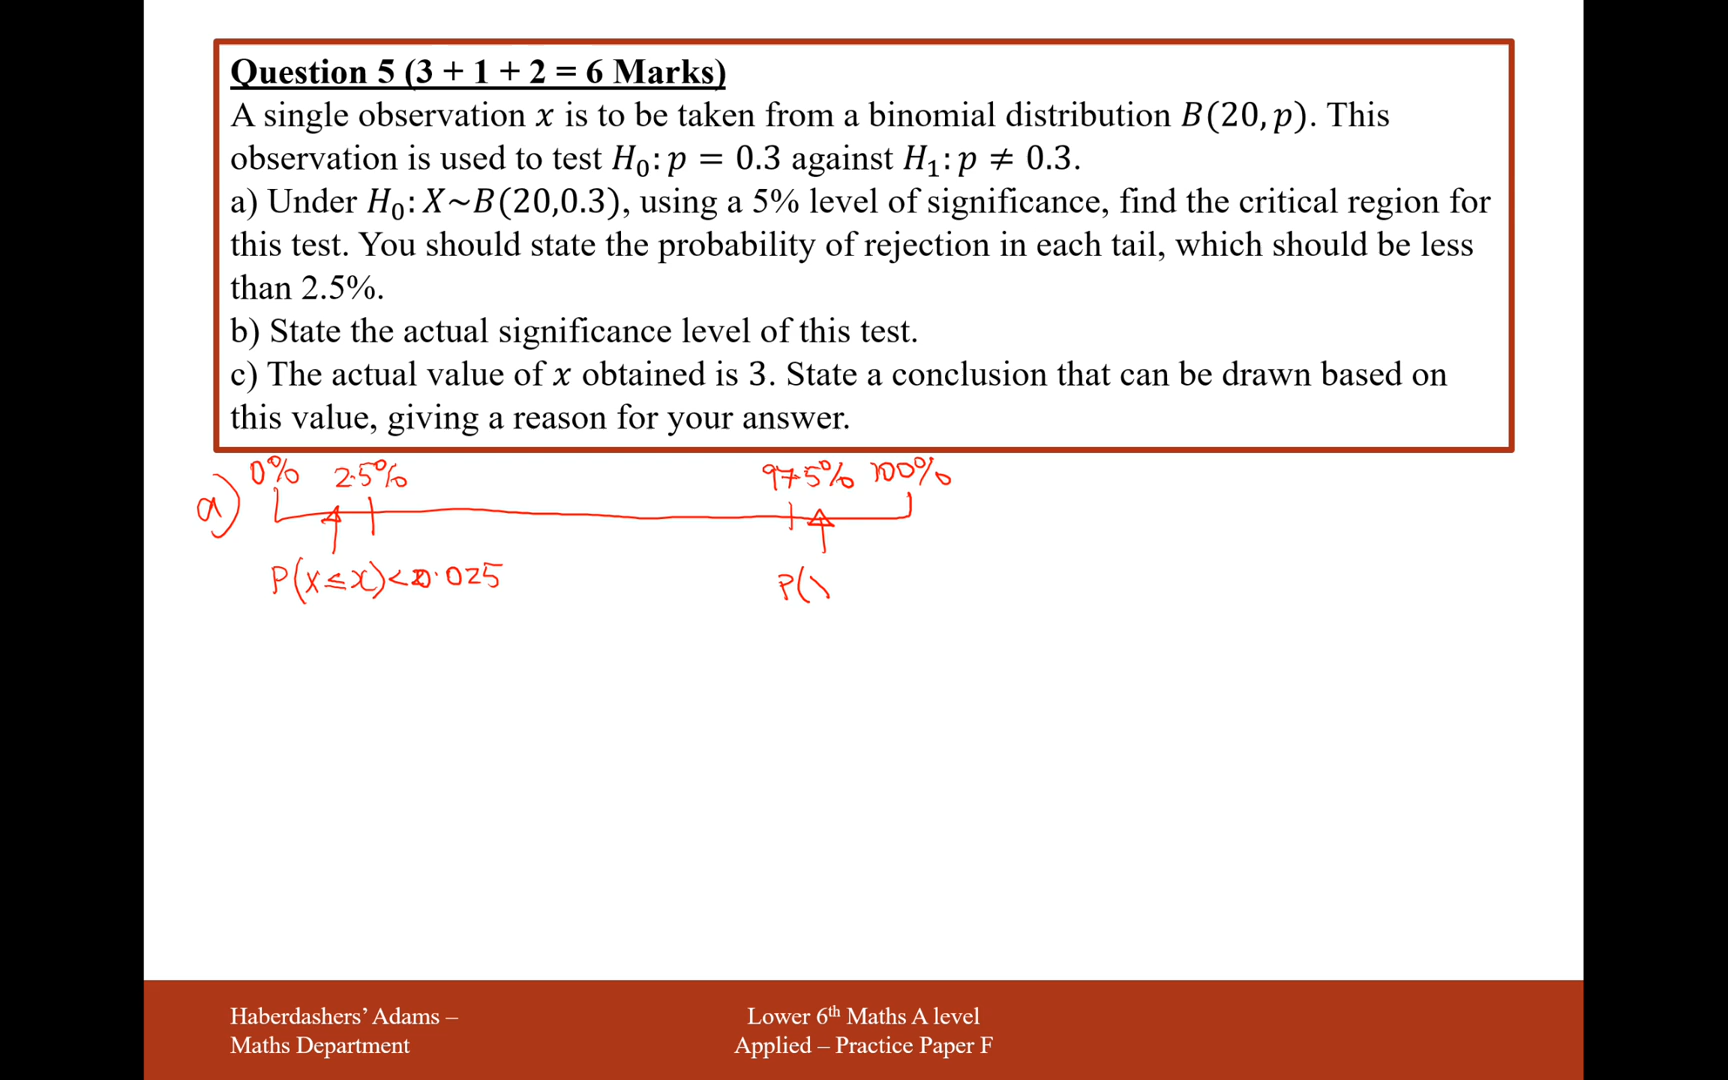 Question 5 (3 + 1 + 2 = 6 Marks)
A single observation x is to be taken from a binomial distribution B(20, p). This
observation is used to test H₀: p = 0.3 against H₁: p ≠ 0.3.
a) Under H₀: X~B(20,0.3), using a 5% level of significance, find the critical region for
this test. You should state the probability of rejection in each tail, which should be less
than 2.5%.
b) State the actual significance level of this test.
c) The actual value of x obtained is 3. State a conclusion that can be drawn based on
this value, giving a reason for your answer.
a) 0% 2.5% 97.5% 100%
P(X≤x)<0.025 P(
Haberdashers’ Adams –
Maths Department
Lower 6th Maths A level
Applied – Practice Paper F